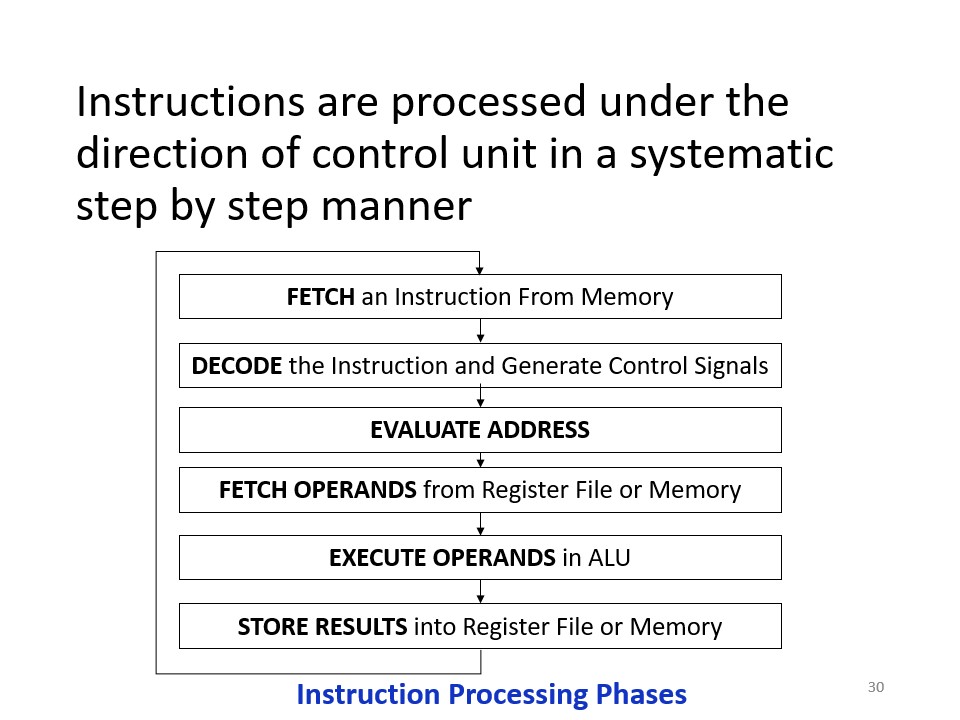 Instructions are processed under the
direction of control unit in a systematic
step by step manner
FETCH an Instruction From Memory
DECODE the Instruction and Generate Control Signals
EVALUATE ADDRESS
FETCH OPERANDS from Register File or Memory
EXECUTE OPERANDS in ALU
STORE RESULTS into Register File or Memory
Instruction Processing Phases
30